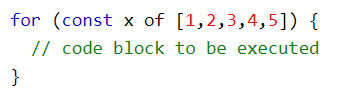 for (const x of [1,2,3,4,5]) {
  // code block to be executed
}